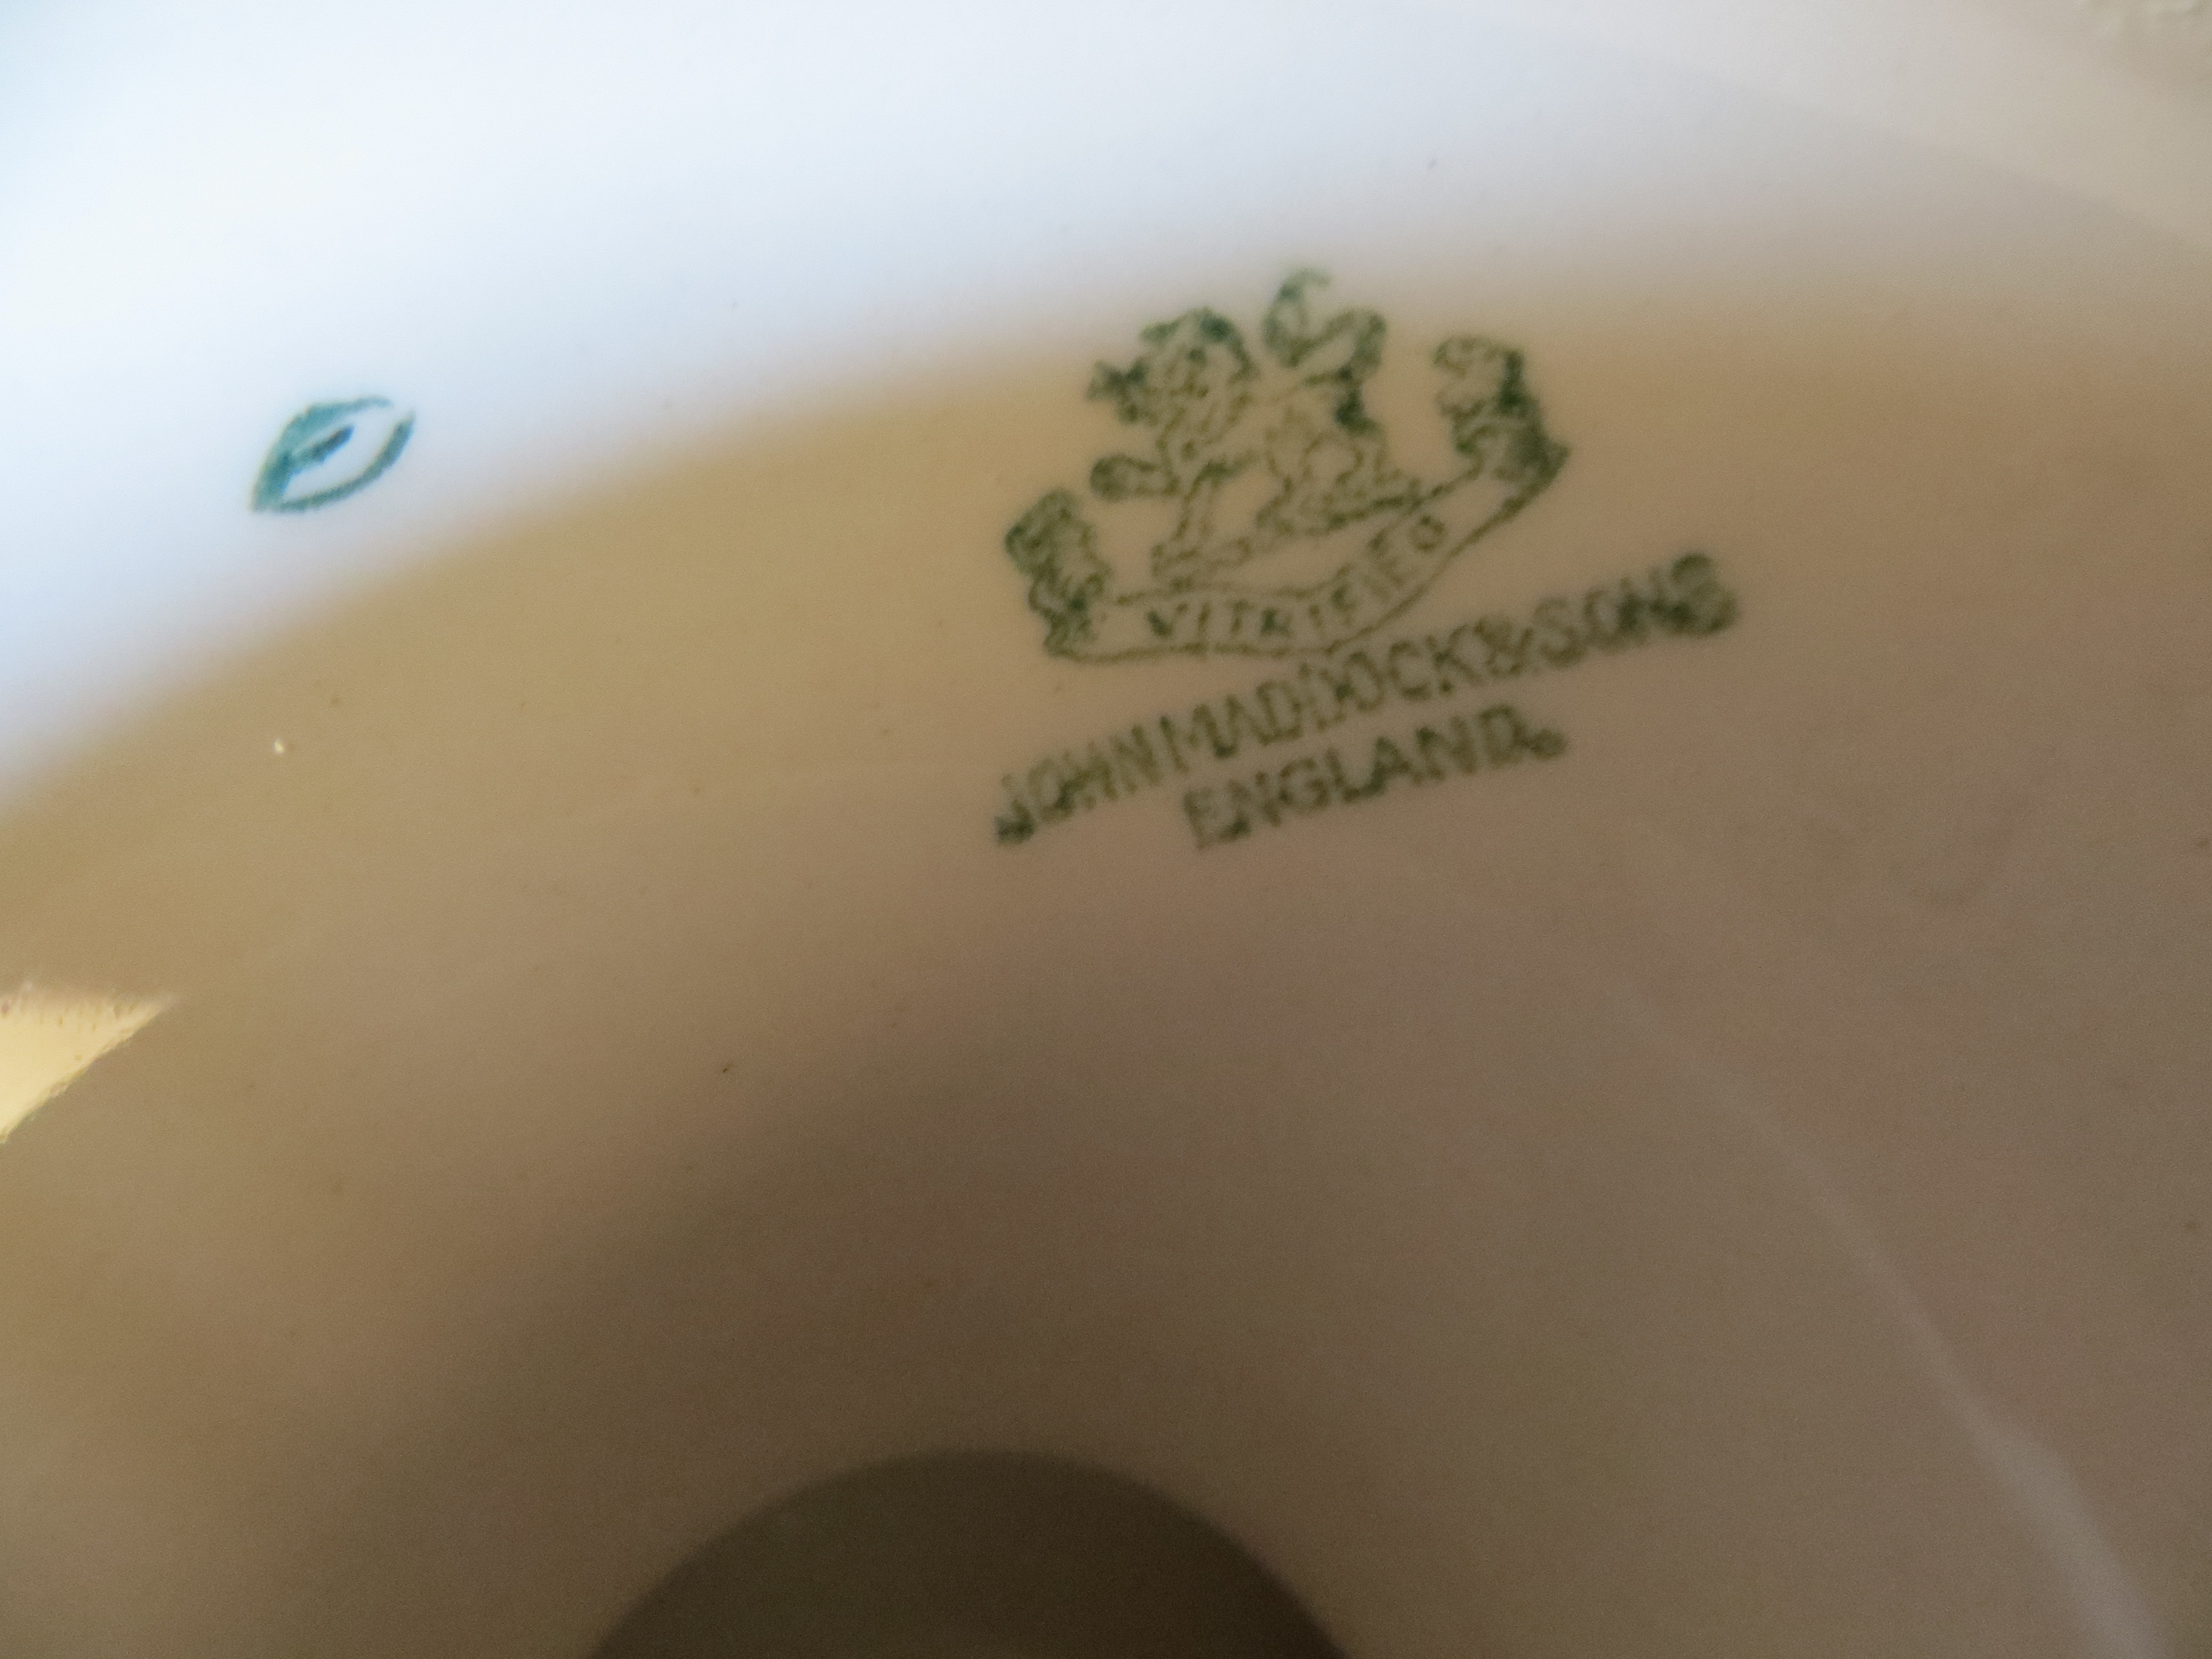 VITRIFIED
JOHN MADDOCK & SONS
ENGLAND.